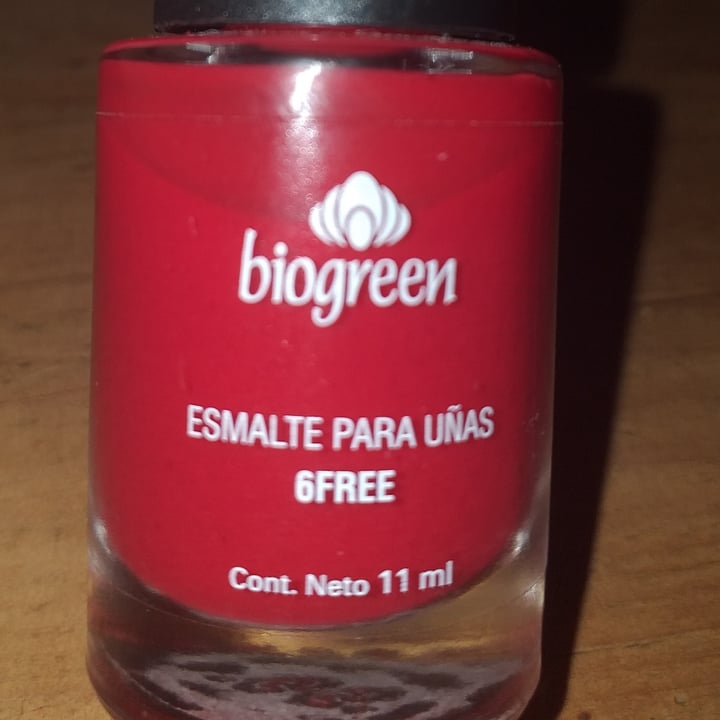 biogreen
ESMALTE PARA UÑAS
6FREE
Cont. Neto 11 ml